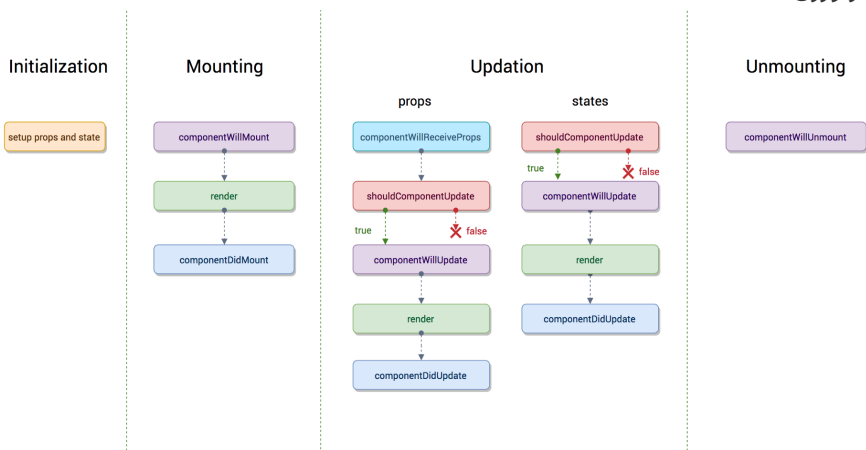 Initialization
Mounting
Updation
Unmounting
props
states
setup props and state
componentWillMount
render
componentDidMount
componentWillReceiveProps
shouldComponentUpdate
true
false
componentWillUpdate
render
componentDidUpdate
shouldComponentUpdate
true
false
componentWillUpdate
render
componentDidUpdate
componentWillUnmount